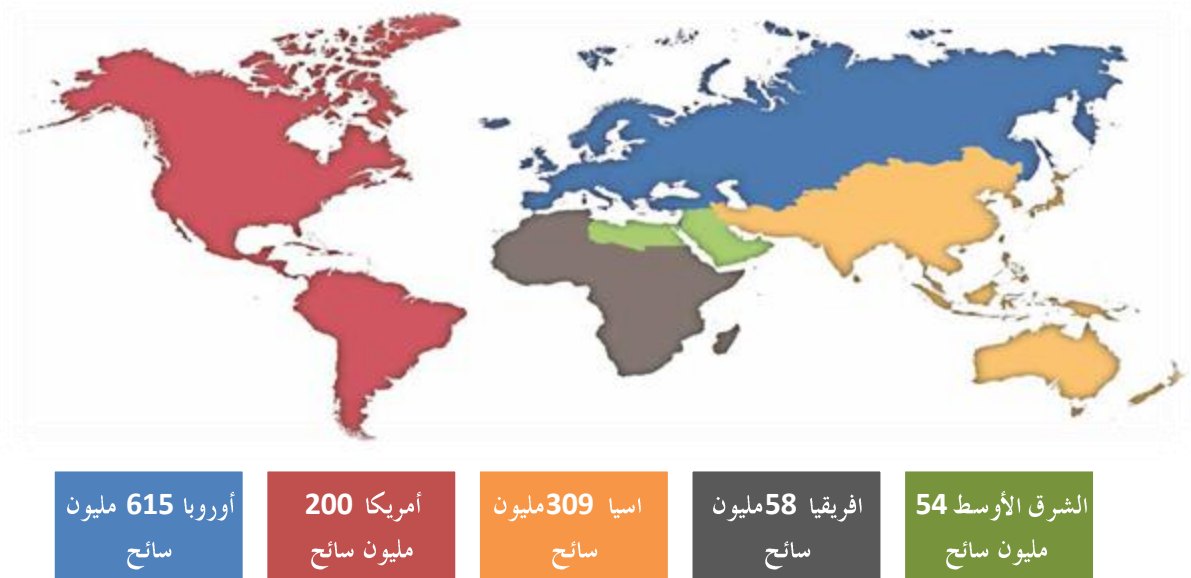 أوروبا 615 مليون
سائح
أمريكا 200
مليون سائح
اسيا 309مليون
سائح
افريقيا 58مليون
سائح
الشرق الأوسط 54
مليون سائح